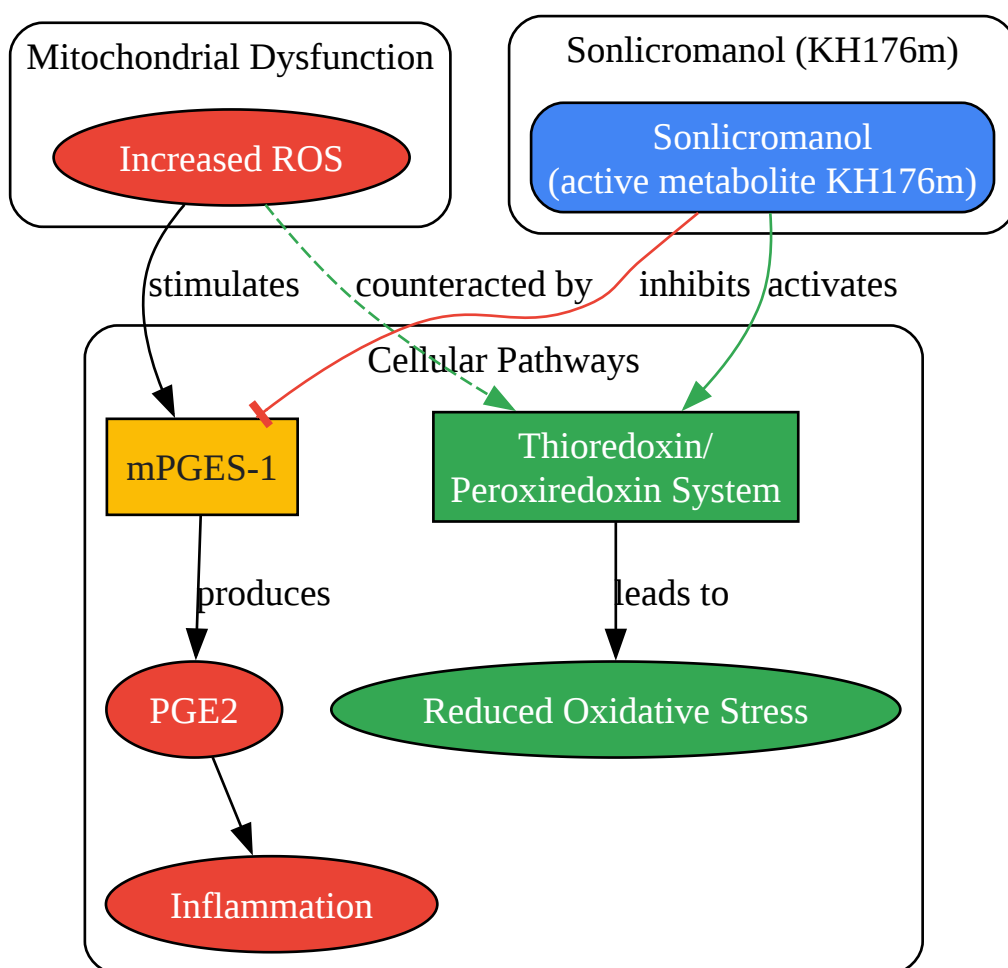 Mitochondrial Dysfunction
Sonlicromanol (KH176m)
Increased ROS
Sonlicromanol
(active metabolite KH176m)
stimulates
counteracted by
inhibits
activates
Cellular Pathways
mPGES-1
Thioredoxin/
Peroxiredoxin System
produces
leads to
PGE2
Reduced Oxidative Stress
Inflammation